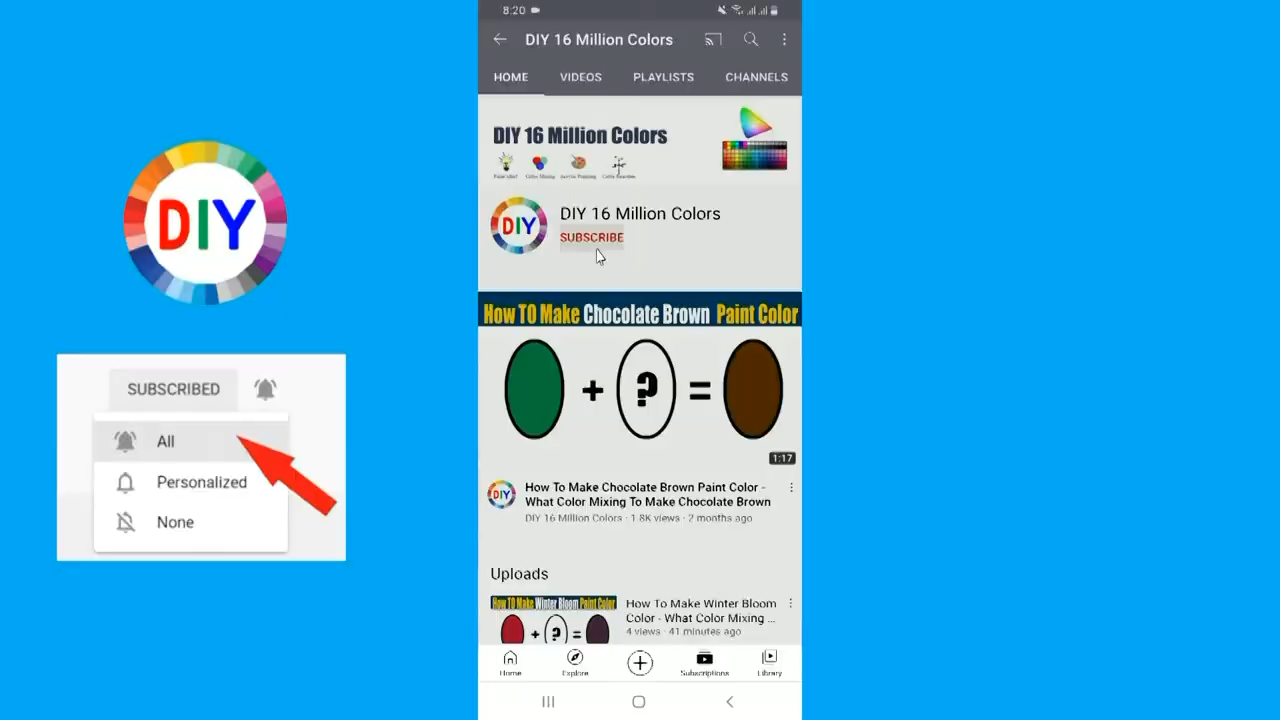 8:20
DIY 16 Million Colors
HOME VIDEOS PLAYLISTS CHANNELS
DIY 16 Million Colors
DIY
DIY 16 Million Colors
SUBSCRIBE
DIY
How TO Make Chocolate Brown Paint Color
+ ? =
1:17
DIY
How To Make Chocolate Brown Paint Color -
What Color Mixing To Make Chocolate Brown
DIY 16 Million Colors · 1.8K views · 2 months ago
Uploads
How TO Make Winter Bloom Paint Color
+ ? =
How To Make Winter Bloom
Color - What Color Mixing ...
4 views · 41 minutes ago
Home Explore Subscriptions Library
DIY
SUBSCRIBED
All
Personalized
None